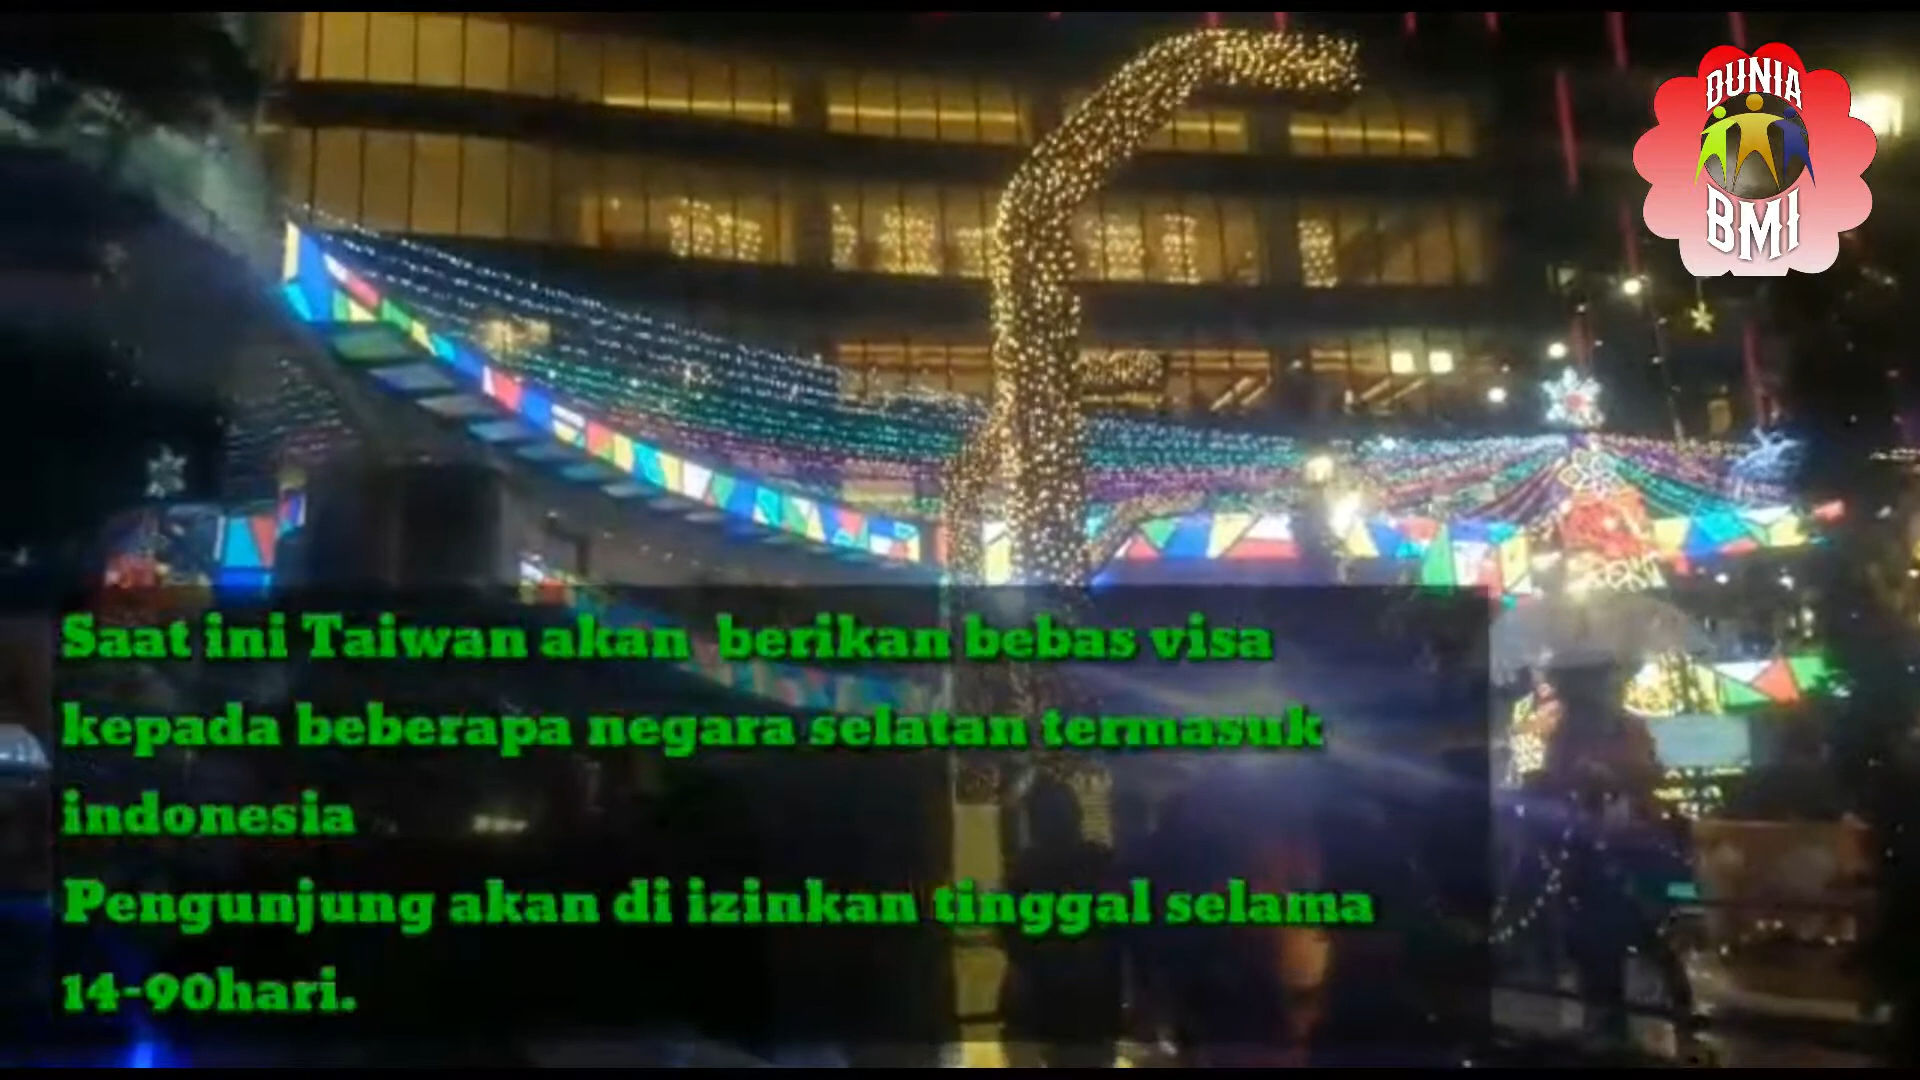 DUNIA
BMI
Saat ini Taiwan akan berikan bebas visa
kepada beberapa negara selatan termasuk
indonesia
Pengunjung akan di izinkan tinggal selama
14-90hari.